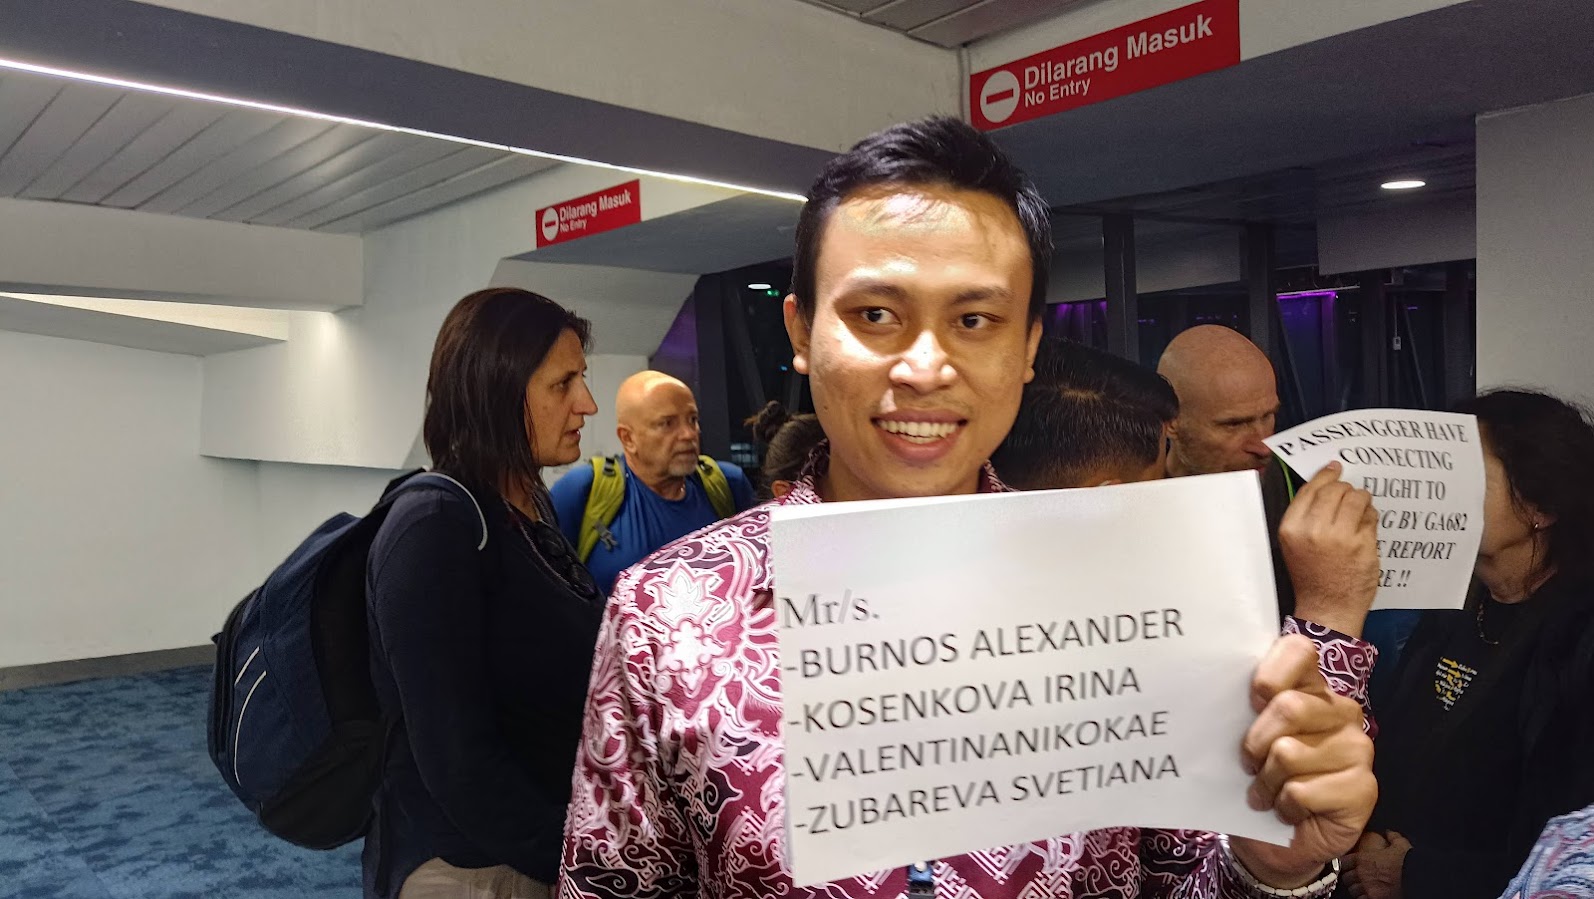 Dilarang Masuk
No Entry
Dilarang Masuk
No Entry
PASSENGGER HAVE
CONNECTING
FLIGHT TO
BY GA682
REPORT
!!
Mr/s.
-BURNOS ALEXANDER
-KOSENKOVA IRINA
-VALENTINANIKOKAE
-ZUBAREVA SVETIANA